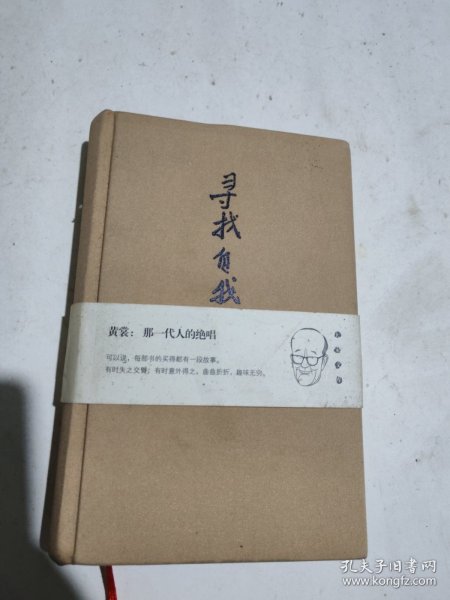 寻找自我
黄裳：那一代人的绝唱
可以说，每部书的买得都有一段故事。
有时失之交臂；有时意外得之。曲曲折折，趣味无穷。
孔夫子旧书网
www.kongfz.com